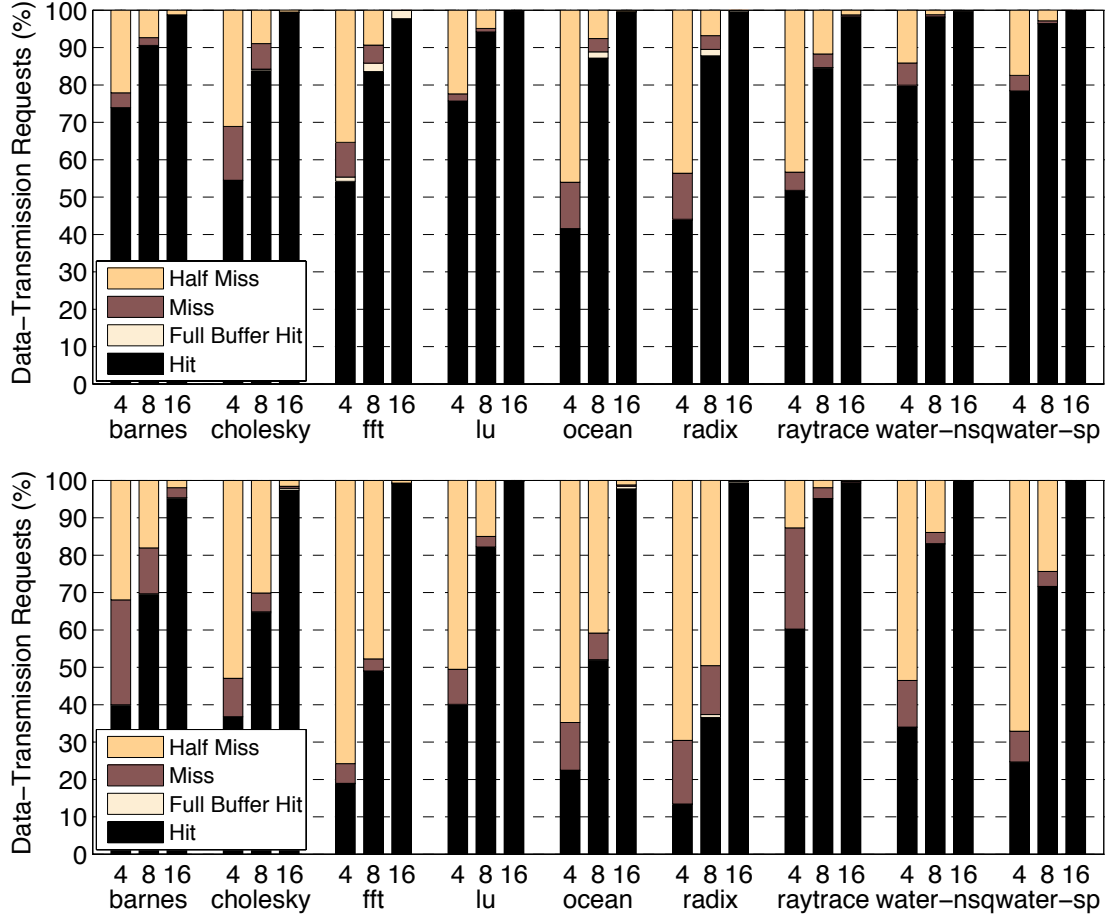 Data−Transmission Requests (%)
100
90
80
70
60
50
40
30
20
10
0
Half Miss
Miss
Full Buffer Hit
Hit
4 8 16 4 8 16 4 8 16 4 8 16 4 8 16 4 8 16 4 8 16 4 8 16 4 8 16
barnes cholesky fft lu ocean radix raytrace water−nsq water−sp
Data−Transmission Requests (%)
100
90
80
70
60
50
40
30
20
10
0
Half Miss
Miss
Full Buffer Hit
Hit
4 8 16 4 8 16 4 8 16 4 8 16 4 8 16 4 8 16 4 8 16 4 8 16 4 8 16
barnes cholesky fft lu ocean radix raytrace water−nsq water−sp